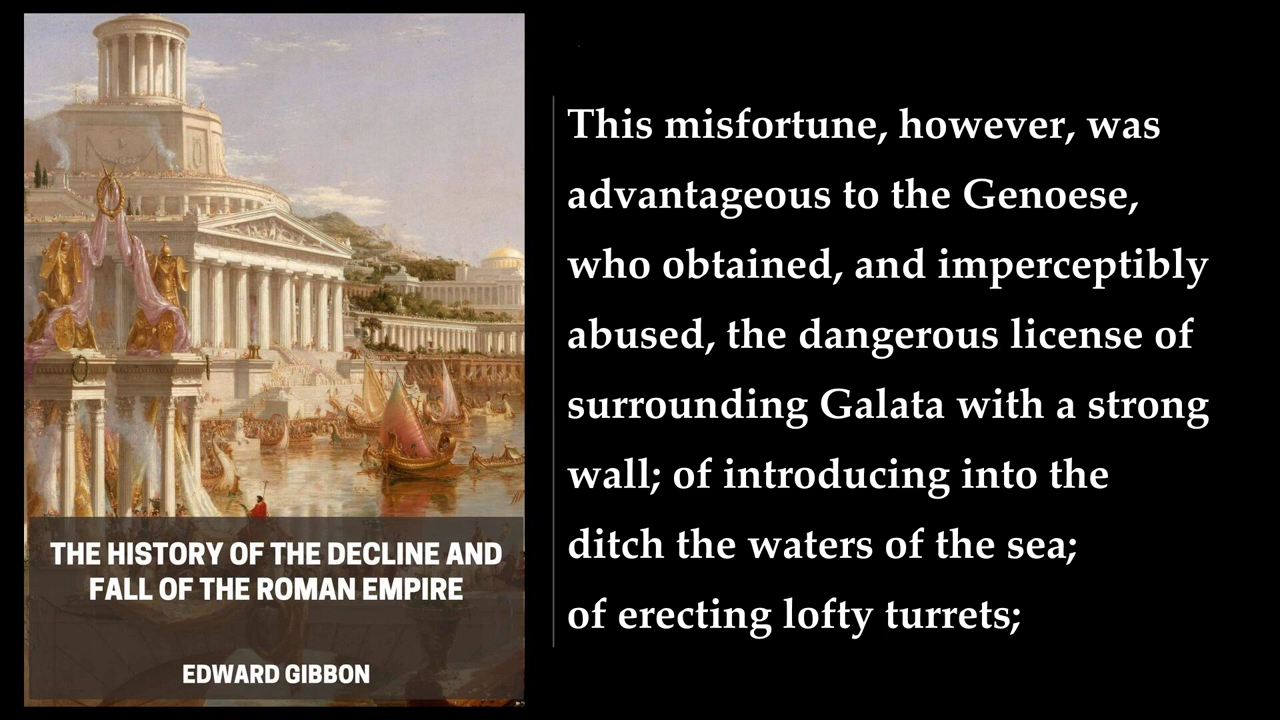 THE HISTORY OF THE DECLINE AND
FALL OF THE ROMAN EMPIRE
EDWARD GIBBON
This misfortune, however, was
advantageous to the Genoese,
who obtained, and imperceptibly
abused, the dangerous license of
surrounding Galata with a strong
wall; of introducing into the
ditch the waters of the sea;
of erecting lofty turrets;